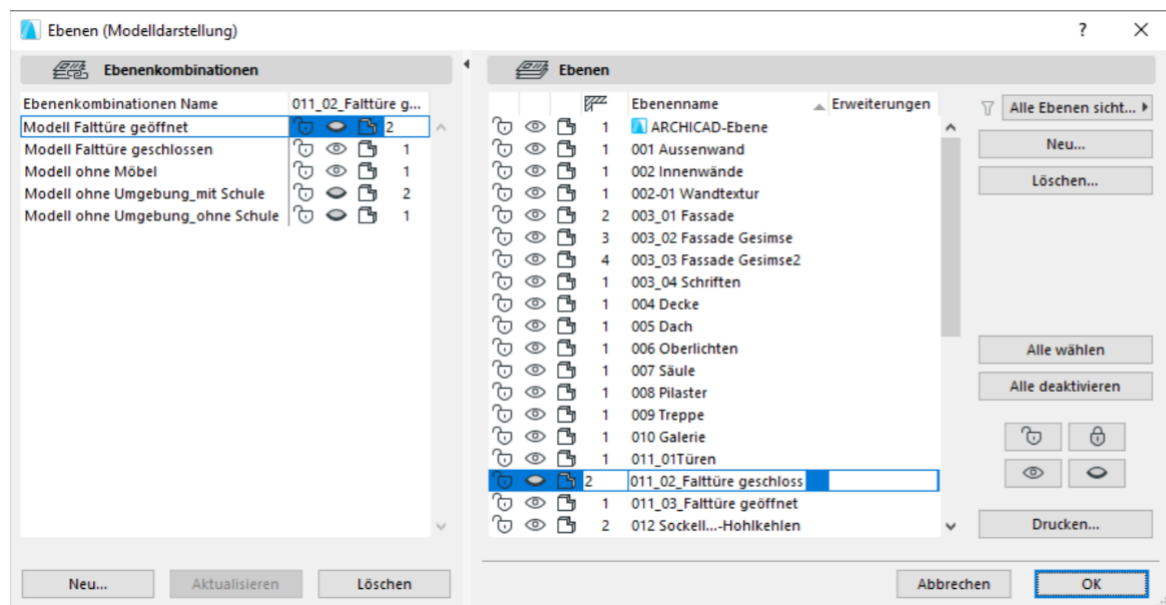 Ebenen (Modelldarstellung) ?
Ebenenkombinationen
Ebenenkombinationen Name 011_02_Falttüre g...
Modell Falttüre geöffnet 2
Modell Falttüre geschlossen 1
Modell ohne Möbel 1
Modell ohne Umgebung_mit Schule 2
Modell ohne Umgebung_ohne Schule 1
Neu... Aktualisieren Löschen
Ebenen
Ebenenname Erweiterungen
1 ARCHICAD-Ebene
1 001 Aussenwand
1 002 Innenwände
1 002-01 Wandtextur
2 003_01 Fassade
3 003_02 Fassade Gesimse
4 003_03 Fassade Gesimse2
1 003_04 Schriften
1 004 Decke
1 005 Dach
1 006 Oberlichten
1 007 Säule
1 008 Pilaster
1 009 Treppe
1 010 Galerie
1 011_01Türen
2 011_02_Falttüre geschloss
1 011_03_Falttüre geöffnet
2 012 Sockell...-Hohlkehlen
Alle Ebenen sicht...
Neu...
Löschen...
Alle wählen
Alle deaktivieren
Drucken...
Abbrechen OK